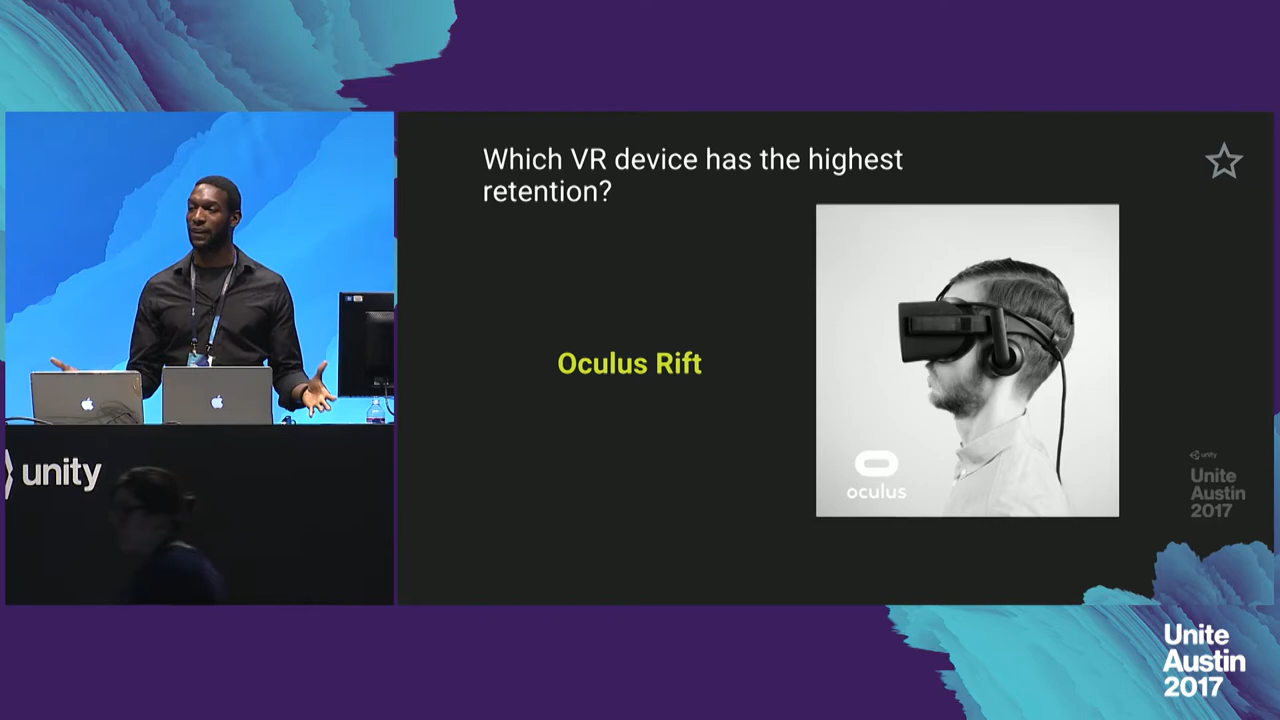 Which VR device has the highest
retention?
Oculus Rift
oculus
unity
unity
Unite
Austin
2017
Unite
Austin
2017